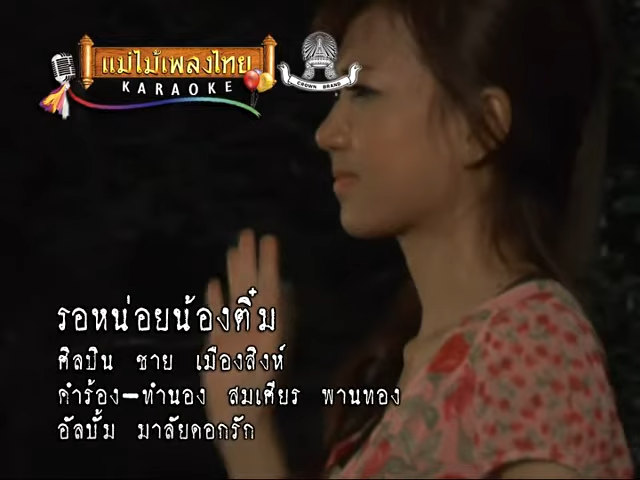 แม่ไม้เพลงไทย
KARAOKE
CROWN BRAND
รอหน่อยน้องติ๋ม
ศิลปิน ชาย เมืองสิงห์
คำร้อง-ทำนอง สมเศียร พานทอง
อัลบั้ม มาลัยดอกรัก